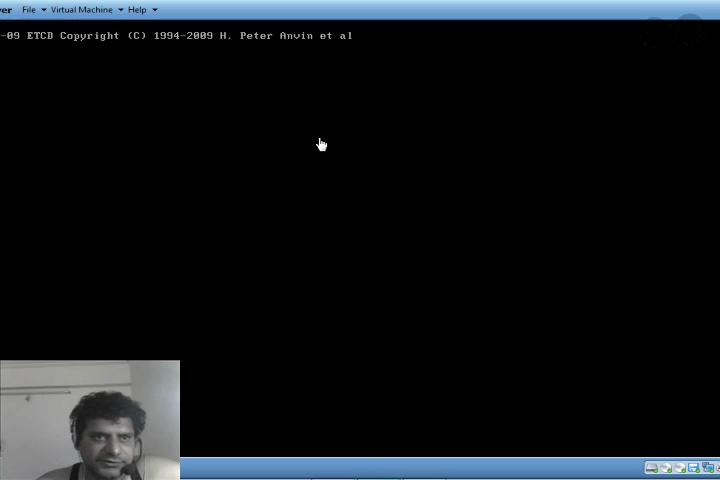 ver File Virtual Machine Help
-09 ETCD Copyright (C) 1994-2009 H. Peter Anvin et al